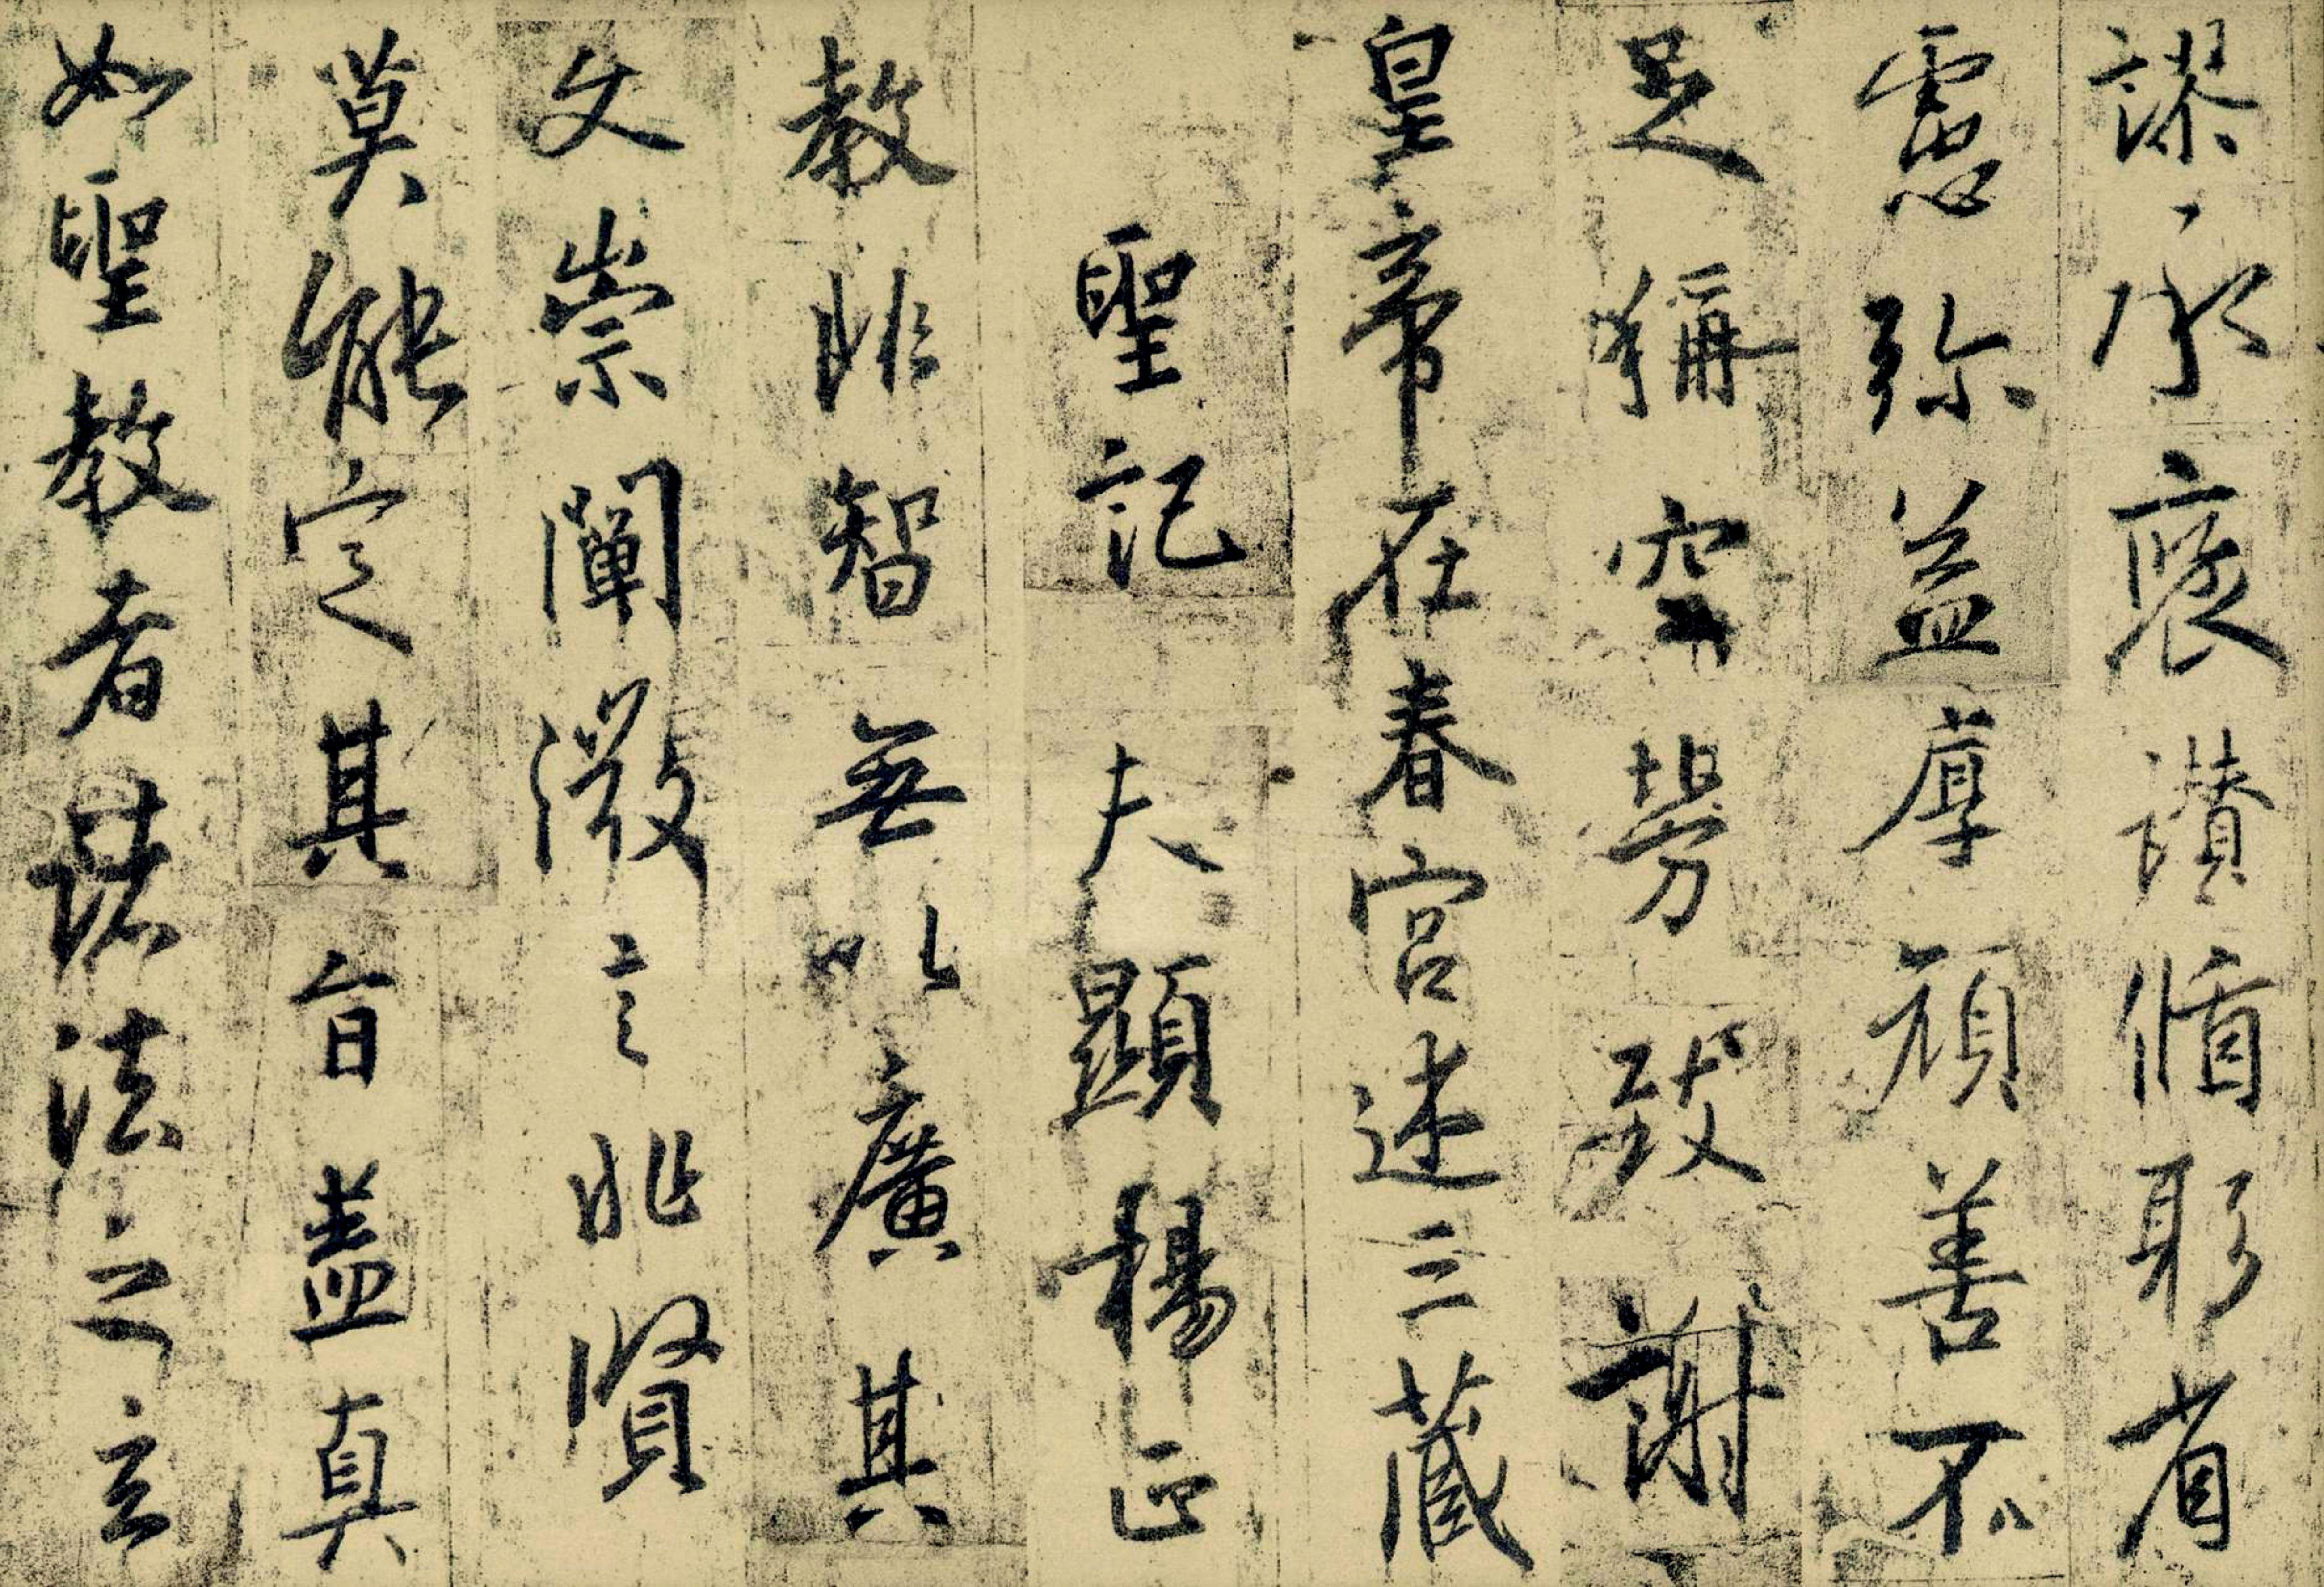 謬承褒讚脩躬省
慮弥益厚顏善不
足稱空勞致謝
皇帝在春宮述三藏
聖記夫顯楊正
教非智無以廣其
文崇闡微言非賢
莫能定其旨蓋真
如聖教者諸法之玄